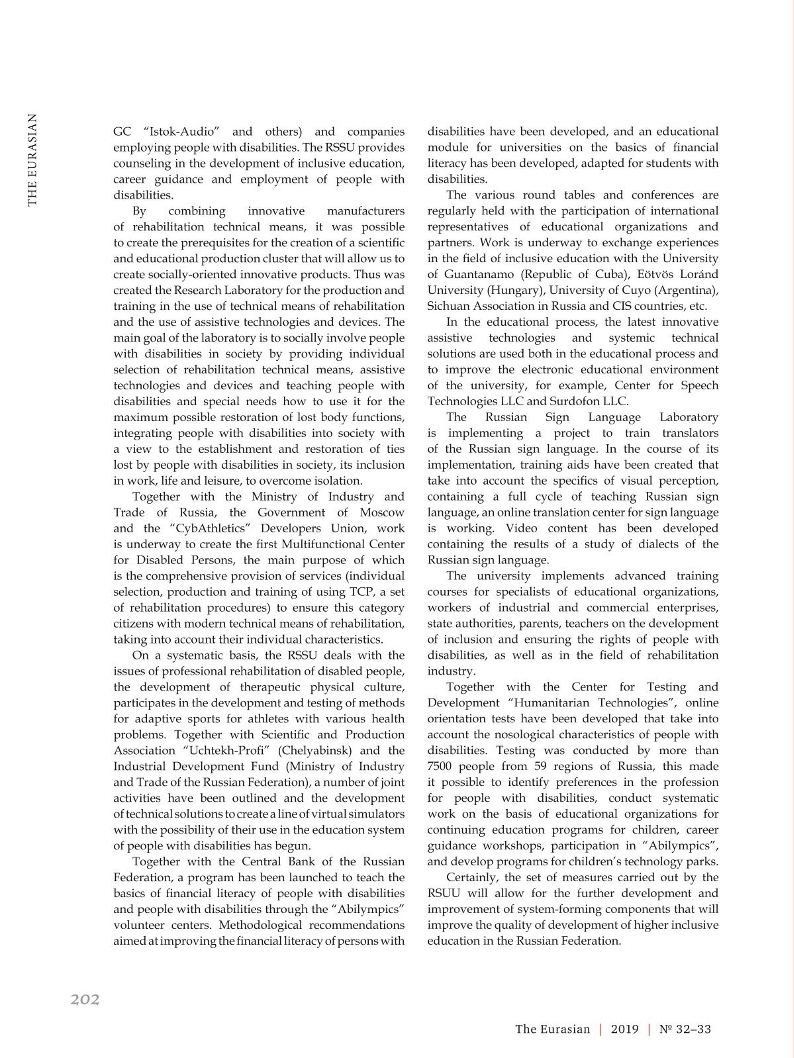 THE EURASIAN
GC “Istok-Audio” and others) and companies
employing people with disabilities. The RSSU provides
counseling in the development of inclusive education,
career guidance and employment of people with
disabilities.
By combining innovative manufacturers
of rehabilitation technical means, it was possible
to create the prerequisites for the creation of a scientific
and educational production cluster that will allow us to
create socially-oriented innovative products. Thus was
created the Research Laboratory for the production and
training in the use of technical means of rehabilitation
and the use of assistive technologies and devices. The
main goal of the laboratory is to socially involve people
with disabilities in society by providing individual
selection of rehabilitation technical means, assistive
technologies and devices and teaching people with
disabilities and special needs how to use it for the
maximum possible restoration of lost body functions,
integrating people with disabilities into society with
a view to the establishment and restoration of ties
lost by people with disabilities in society, its inclusion
in work, life and leisure, to overcome isolation.
Together with the Ministry of Industry and
Trade of Russia, the Government of Moscow
and the “CybAthletics” Developers Union, work
is underway to create the first Multifunctional Center
for Disabled Persons, the main purpose of which
is the comprehensive provision of services (individual
selection, production and training of using TCP, a set
of rehabilitation procedures) to ensure this category
citizens with modern technical means of rehabilitation,
taking into account their individual characteristics.
On a systematic basis, the RSSU deals with the
issues of professional rehabilitation of disabled people,
the development of therapeutic physical culture,
participates in the development and testing of methods
for adaptive sports for athletes with various health
problems. Together with Scientific and Production
Association “Uchtekh-Profi” (Chelyabinsk) and the
Industrial Development Fund (Ministry of Industry
and Trade of the Russian Federation), a number of joint
activities have been outlined and the development
of technical solutions to create a line of virtual simulators
with the possibility of their use in the education system
of people with disabilities has begun.
Together with the Central Bank of the Russian
Federation, a program has been launched to teach the
basics of financial literacy of people with disabilities
and people with disabilities through the “Abilympics”
volunteer centers. Methodological recommendations
aimed at improving the financial literacy of persons with
disabilities have been developed, and an educational
module for universities on the basics of financial
literacy has been developed, adapted for students with
disabilities.
The various round tables and conferences are
regularly held with the participation of international
representatives of educational organizations and
partners. Work is underway to exchange experiences
in the field of inclusive education with the University
of Guantanamo (Republic of Cuba), Eötvös Loránd
University (Hungary), University of Cuyo (Argentina),
Sichuan Association in Russia and CIS countries, etc.
In the educational process, the latest innovative
assistive technologies and systemic technical
solutions are used both in the educational process and
to improve the electronic educational environment
of the university, for example, Center for Speech
Technologies LLC and Surdofon LLC.
The Russian Sign Language Laboratory
is implementing a project to train translators
of the Russian sign language. In the course of its
implementation, training aids have been created that
take into account the specifics of visual perception,
containing a full cycle of teaching Russian sign
language, an online translation center for sign language
is working. Video content has been developed
containing the results of a study of dialects of the
Russian sign language.
The university implements advanced training
courses for specialists of educational organizations,
workers of industrial and commercial enterprises,
state authorities, parents, teachers on the development
of inclusion and ensuring the rights of people with
disabilities, as well as in the field of rehabilitation
industry.
Together with the Center for Testing and
Development “Humanitarian Technologies”, online
orientation tests have been developed that take into
account the nosological characteristics of people with
disabilities. Testing was conducted by more than
7500 people from 59 regions of Russia, this made
it possible to identify preferences in the profession
for people with disabilities, conduct systematic
work on the basis of educational organizations for
continuing education programs for children, career
guidance workshops, participation in “Abilympics”,
and develop programs for children’s technology parks.
Certainly, the set of measures carried out by the
RSUU will allow for the further development and
improvement of system-forming components that will
improve the quality of development of higher inclusive
education in the Russian Federation.
202
The Eurasian | 2019 | № 32–33